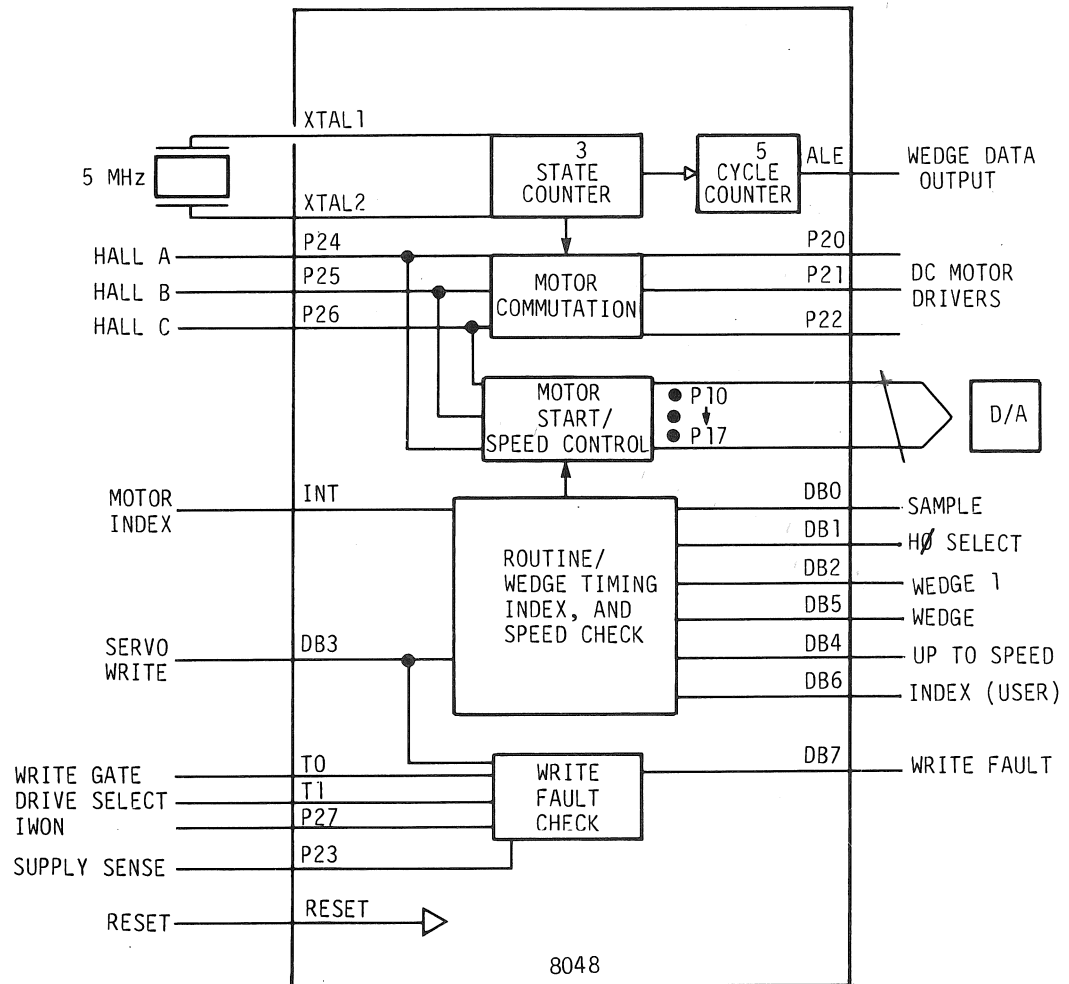 XTAL1
5 MHz
XTAL2
3
STATE
COUNTER
5
CYCLE
COUNTER
ALE
WEDGE DATA
OUTPUT
HALL A
P24
HALL B
P25
HALL C
P26
MOTOR
COMMUTATION
P20
P21
P22
DC MOTOR
DRIVERS
MOTOR
START/
SPEED CONTROL
P10
P17
D/A
MOTOR
INDEX
INT
SERVO
WRITE
DB3
ROUTINE/
WEDGE TIMING
INDEX, AND
SPEED CHECK
DB0
SAMPLE
DB1
HØ SELECT
DB2
WEDGE 1
DB5
WEDGE
DB4
UP TO SPEED
DB6
INDEX (USER)
WRITE GATE
T0
DRIVE SELECT
T1
IWON
P27
SUPPLY SENSE
P23
WRITE
FAULT
CHECK
DB7
WRITE FAULT
RESET
RESET
8048